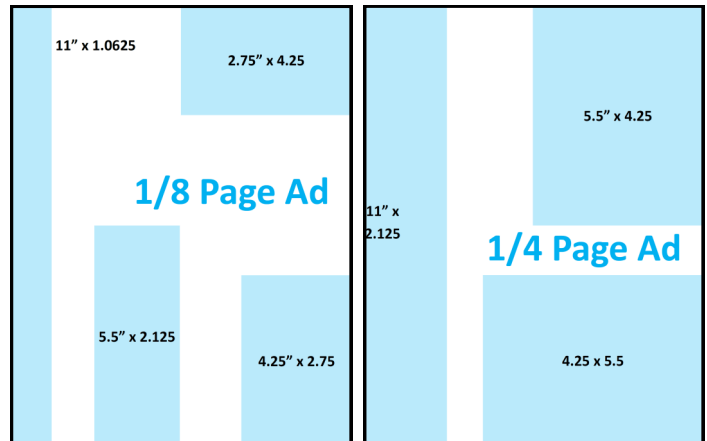 11” x 1.0625
2.75” x 4.25
1/8 Page Ad
5.5” x 2.125
4.25” x 2.75
5.5” x 4.25
11” x
2.125
1/4 Page Ad
4.25 x 5.5